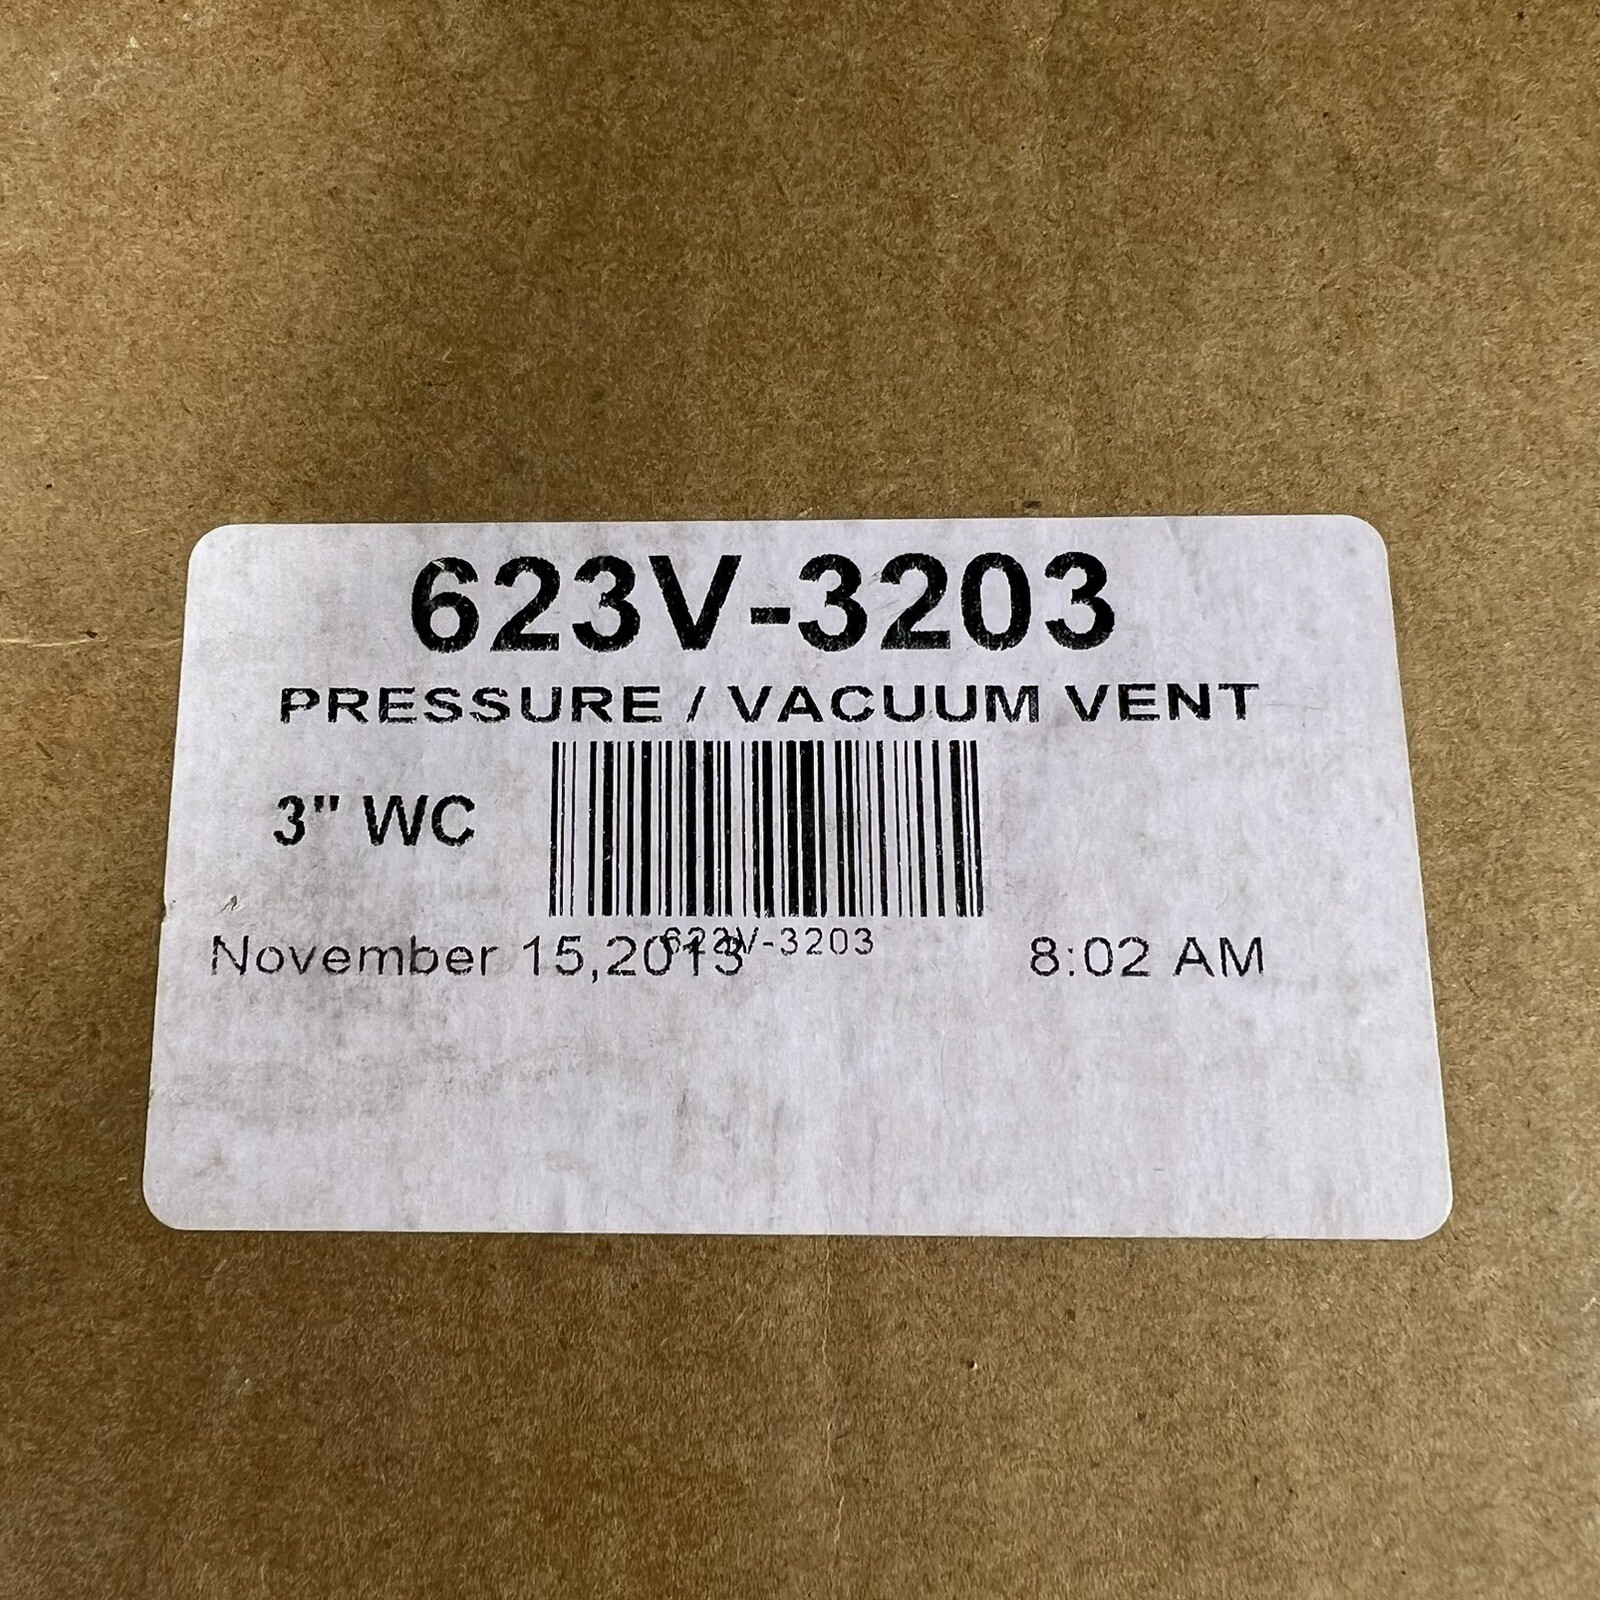 623V-3203
PRESSURE / VACUUM VENT
3" WC
623V-3203
November 15,2013 8:02 AM